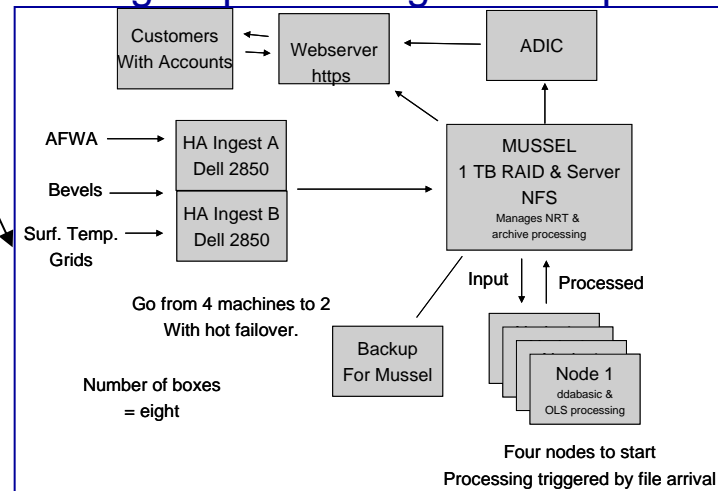 Customers
With Accounts
Webserver
https
ADIC
AFWA
Bevels
Surf. Temp.
Grids
HA Ingest A
Dell 2850
HA Ingest B
Dell 2850
MUSSEL
1 TB RAID & Server
NFS
Manages NRT &
archive processing
Input
Processed
Go from 4 machines to 2
With hot failover.
Backup
For Mussel
Number of boxes
= eight
Node 1
ddabasic &
OLS processing
Four nodes to start
Processing triggered by file arrival